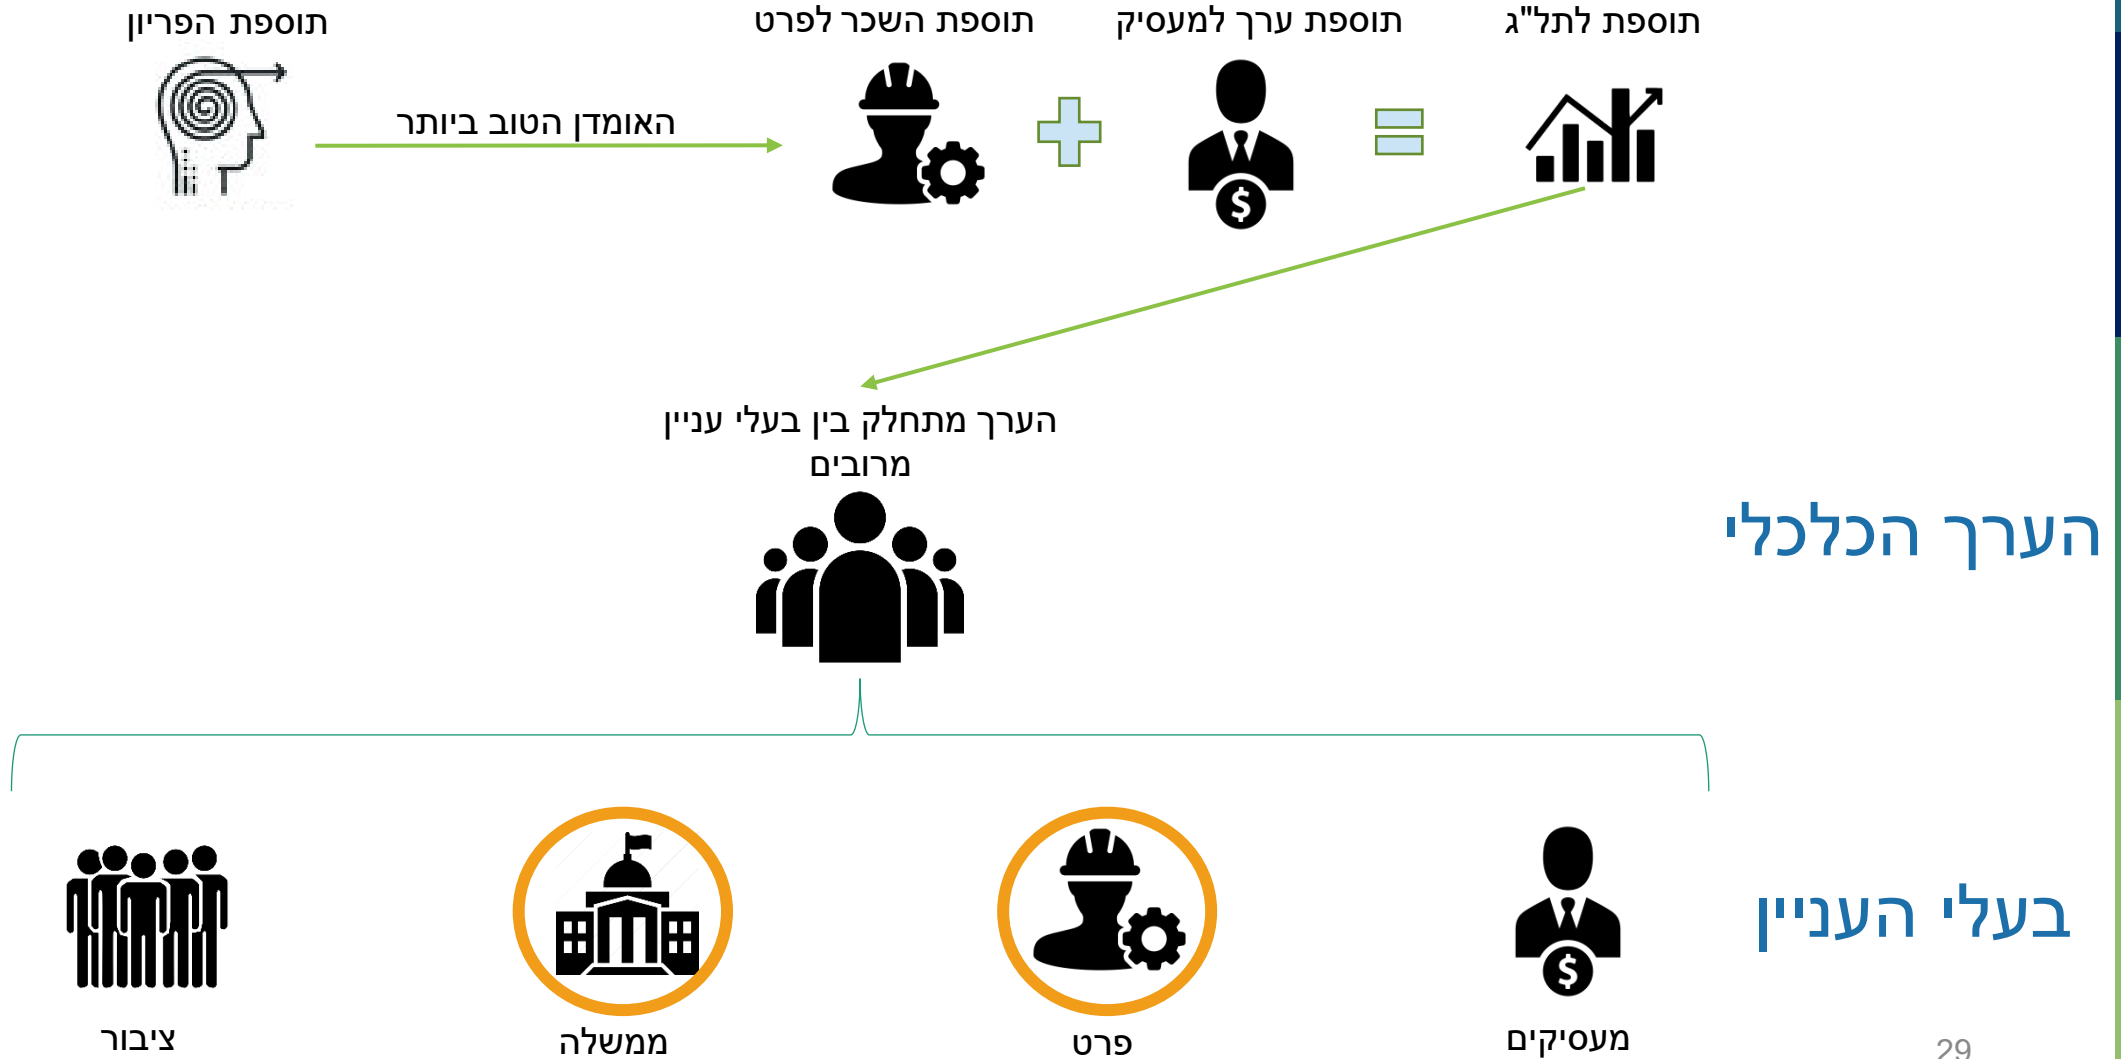 תוספת לתל"ג
תוספת ערך למעסיק
תוספת השכר לפרט
תוספת הפריון
האומדן הטוב ביותר
הערך מתחלק בין בעלי עניין
מרובים
הערך הכלכלי
בעלי העניין
מעסיקים
פרט
ממשלה
ציבור
29